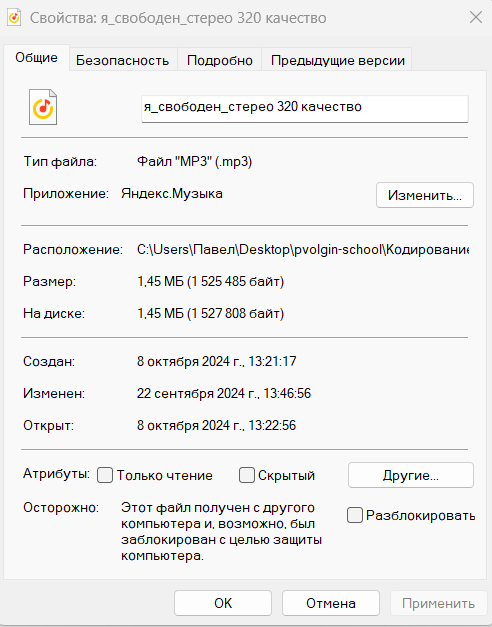 Свойства: я_свободен_стерео 320 качество
Общие Безопасность Подробно Предыдущие версии
я_свободен_стерео 320 качество
Тип файла: Файл "MP3" (.mp3)
Приложение: Яндекс.Музыка Изменить...
Расположение: C:\Users\Павел\Desktop\pvolgin-school\Кодирование
Размер: 1,45 МБ (1 525 485 байт)
На диске: 1,45 МБ (1 527 808 байт)
Создан: 8 октября 2024 г., 13:21:17
Изменен: 22 сентября 2024 г., 13:46:56
Открыт: 8 октября 2024 г., 13:22:56
Атрибуты: Только чтение Скрытый Другие...
Осторожно: Этот файл получен с другого
компьютера и, возможно, был
заблокирован с целью защиты
компьютера.
Разблокировать
ОК Отмена Применить